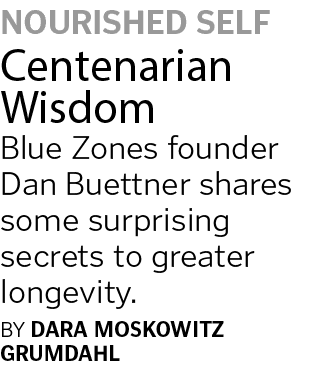 NOURISHED SELF
Centenarian
Wisdom
Blue Zones founder
Dan Buettner shares
some surprising
secrets to greater
longevity.
BY DARA MOSKOWITZ
GRUMDAHL